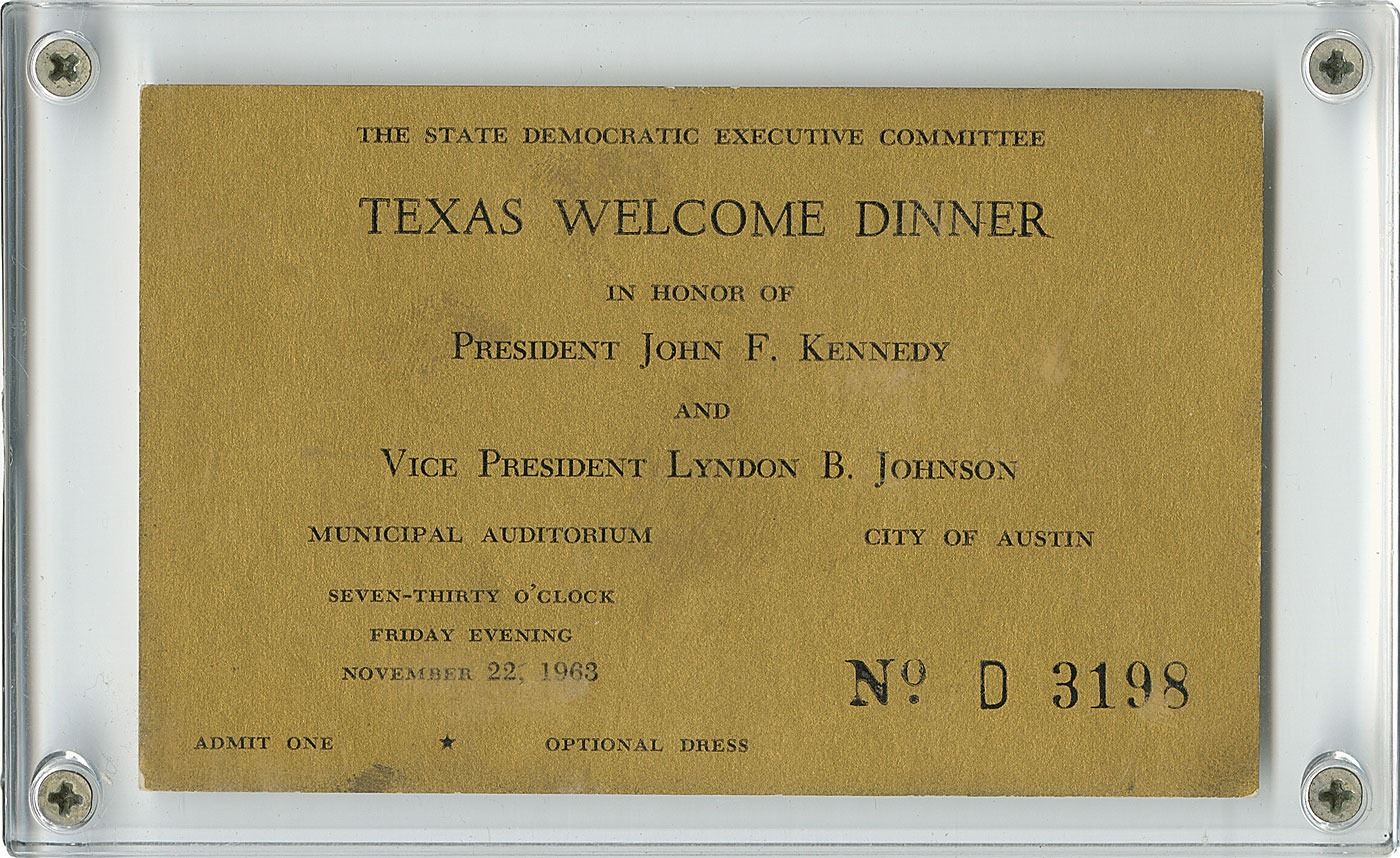 THE STATE DEMOCRATIC EXECUTIVE COMMITTEE
TEXAS WELCOME DINNER
IN HONOR OF
PRESIDENT JOHN F. KENNEDY
AND
VICE PRESIDENT LYNDON B. JOHNSON
MUNICIPAL AUDITORIUM CITY OF AUSTIN
SEVEN-THIRTY O'CLOCK
FRIDAY EVENING
NOVEMBER 22, 1963
Nº. D 3198
ADMIT ONE ★ OPTIONAL DRESS